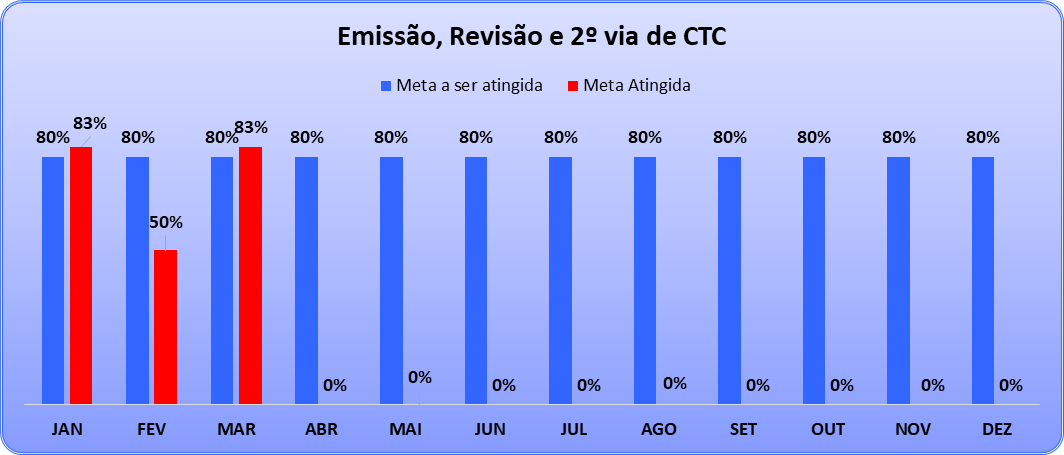 Emissão, Revisão e 2º via de CTC
Meta a ser atingida Meta Atingida
80% 83% 80% 50% 80% 83% 80% 0% 80% 0% 80% 0% 80% 0% 80% 0% 80% 0% 80% 0% 80% 0% 80% 0%
JAN FEV MAR ABR MAI JUN JUL AGO SET OUT NOV DEZ